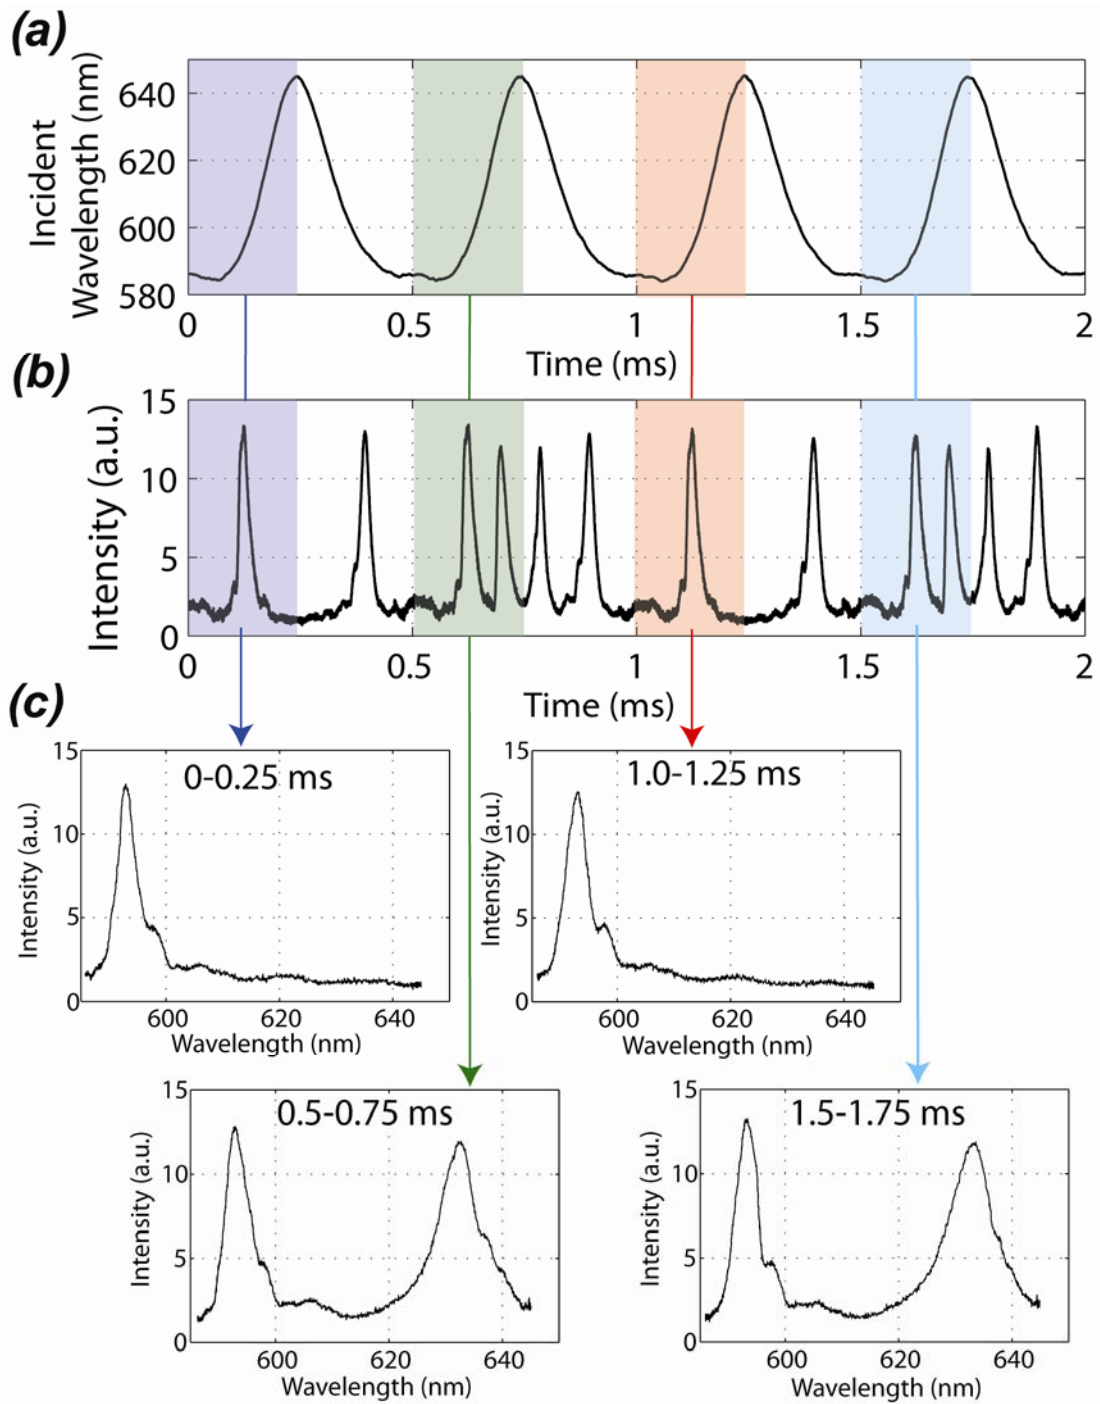 (a)
Incident
Wavelength (nm)
640
620
600
580
0 0.5 1 1.5 2
Time (ms)
(b)
Intensity (a.u.)
15
10
5
0
0 0.5 1 1.5 2
Time (ms)
(c)
0-0.25 ms
Intensity (a.u.)
15
10
5
0
600 620 640
Wavelength (nm)
1.0-1.25 ms
Intensity (a.u.)
15
10
5
0
600 620 640
Wavelength (nm)
0.5-0.75 ms
Intensity (a.u.)
15
10
5
0
600 620 640
Wavelength (nm)
1.5-1.75 ms
Intensity (a.u.)
15
10
5
0
600 620 640
Wavelength (nm)